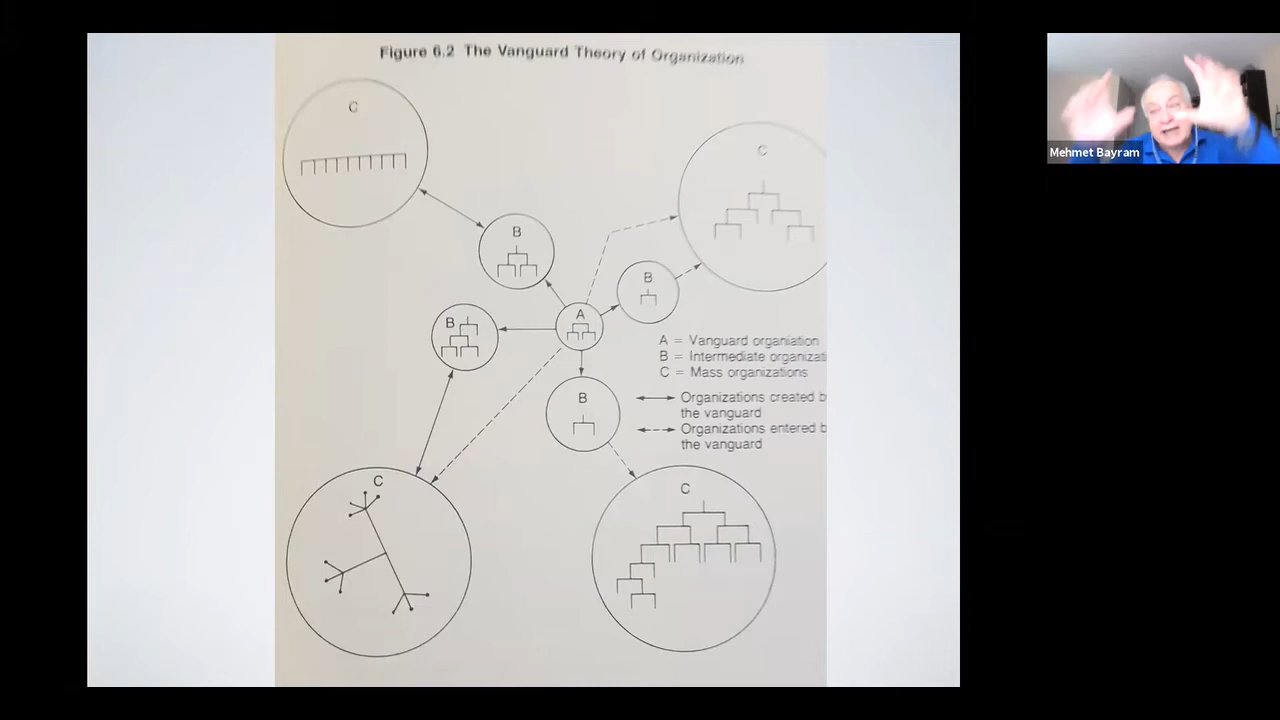 Figure 6.2 The Vanguard Theory of Organization
C
C
B
B
A
B
A = Vanguard organiation
B = Intermediate organizati
C = Mass organizations
B
Organizations created b
the vanguard
Organizations entered b
the vanguard
C
C
Mehmet Bayram